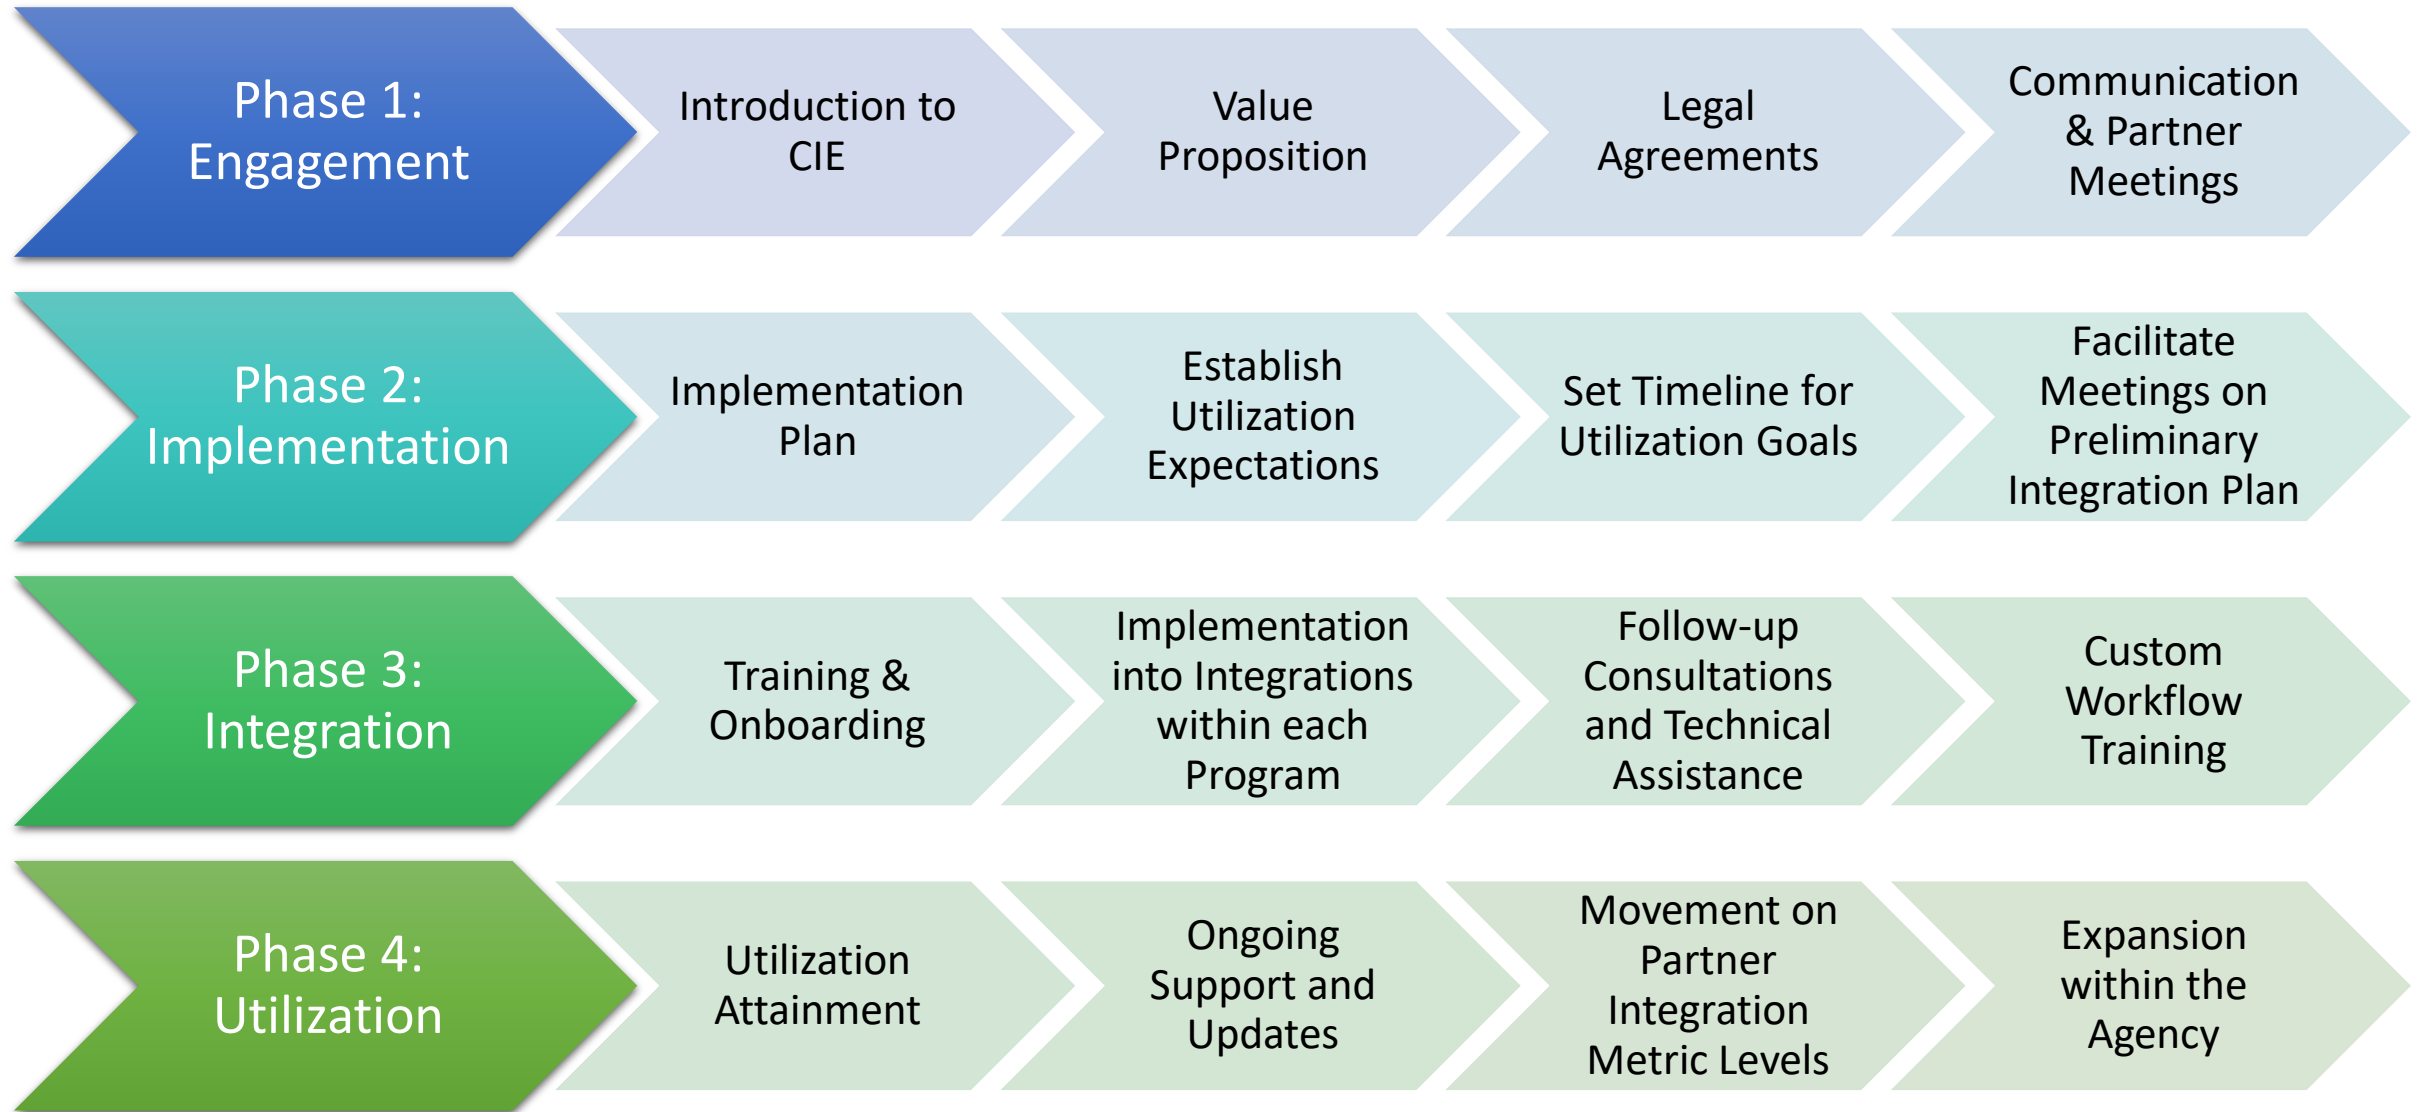 Phase 1:
Engagement
Introduction to
CIE
Value
Proposition
Legal
Agreements
Communication
& Partner
Meetings
Phase 2:
Implementation
Implementation
Plan
Establish
Utilization
Expectations
Set Timeline for
Utilization Goals
Facilitate
Meetings on
Preliminary
Integration Plan
Phase 3:
Integration
Training &
Onboarding
Implementation
into Integrations
within each
Program
Follow-up
Consultations
and Technical
Assistance
Custom
Workflow
Training
Phase 4:
Utilization
Utilization
Attainment
Ongoing
Support and
Updates
Movement on
Partner
Integration
Metric Levels
Expansion
within the
Agency